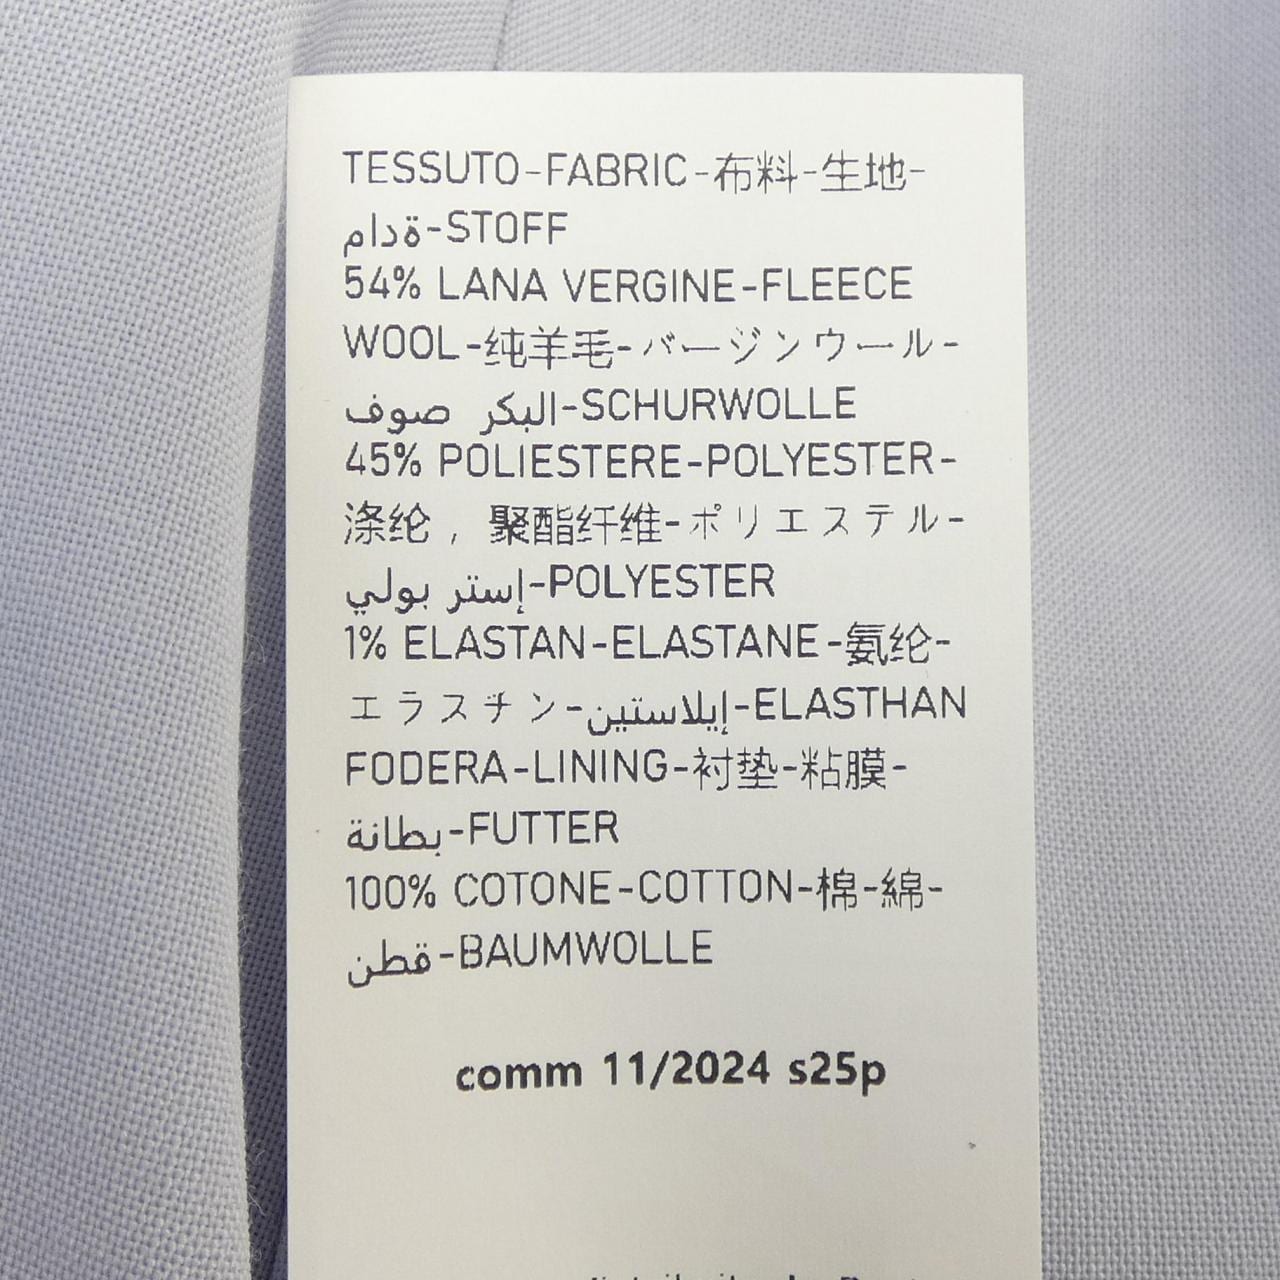 TESSUTO-FABRIC-布料-生地-
ةدام-STOFF
54% LANA VERGINE-FLEECE
WOOL-纯羊毛-バージンウール-
البكر صوف-SCHURWOLLE
45% POLIESTERE-POLYESTER-
涤纶，聚酯纤维-ポリエステル-
إستر بولي-POLYESTER
1% ELASTAN-ELASTANE-氨纶-
エラスチン-إيلاستين-ELASTHAN
FODERA-LINING-衬垫-粘膜-
بطانة-FUTTER
100% COTONE-COTTON-棉-綿-
قطن-BAUMWOLLE
comm 11/2024 s25p